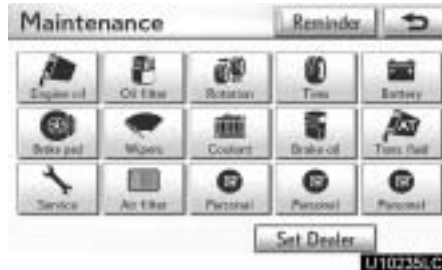 Maintenance Reminder
Engine oil Oil filter Rotation Tires Battery
Brake pad Wipers Coolant Brake oil Trans. fluid
Service Air filter Personal Personal Personal
Set Dealer
U10235LC